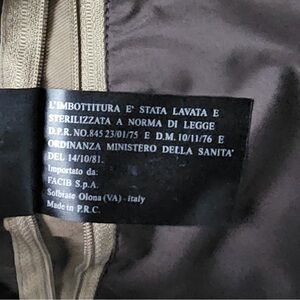 L'IMBOTTITURA E' STATA LAVATA E
STERILIZZATA A NORMA DI LEGGE
D.P.R. NO.845 23/01/75 E D.M. 10/11/76 E
ORDINANZA MINISTERO DELLA SANITA'
DEL 14/10/81.
Importato da:
FACIB S.p.A.
Solbiate Olona (VA) - italy
Made in P.R.C.